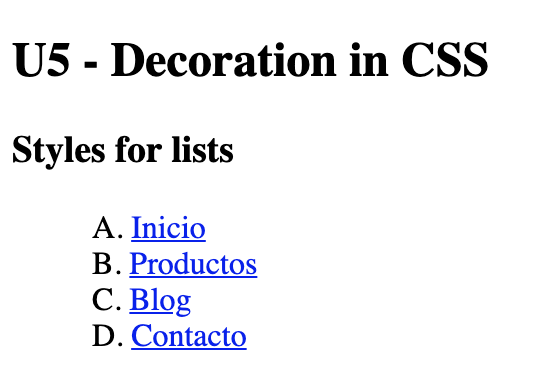 U5 - Decoration in CSS
Styles for lists
A. Inicio
B. Productos
C. Blog
D. Contacto